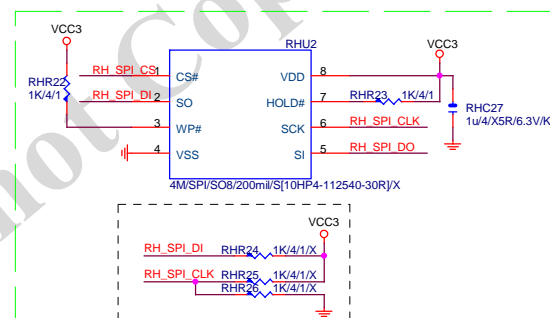 not Cop
VCC3
RHU2
VCC3
RH_SPI_CS 1 CS# VDD 8
RHR22
1K/4/1
RH_SPI_DI 2 SO HOLD# 7 RHR23 1K/4/1
RHC27
1u/4/X5R/6.3V/K
3 WP# SCK 6 RH_SPI_CLK
4 VSS SI 5 RH_SPI_DO
4M/SPI/SO8/200mil/S[10HP4-112540-30R]/X
VCC3
RH_SPI_DI RHR24 1K/4/1/X
RH_SPI_CLK RHR25 1K/4/1/X
RHR26 1K/4/1/X